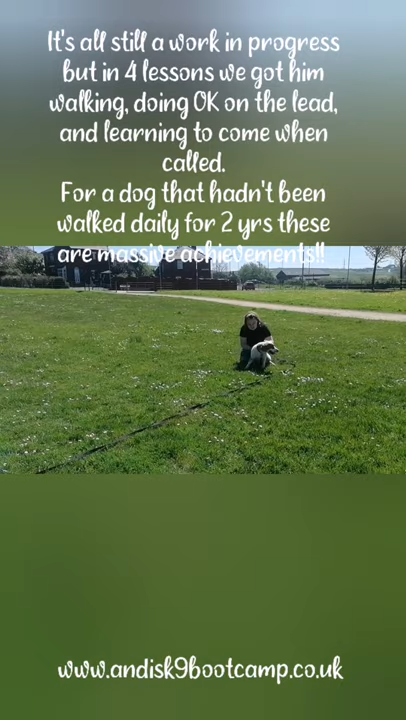 It's all still a work in progress
but in 4 lessons we got him
walking, doing OK on the lead,
and learning to come when
called.
For a dog that hadn't been
walked daily for 2 yrs these
are massive achievements!!
www.andisk9bootcamp.co.uk